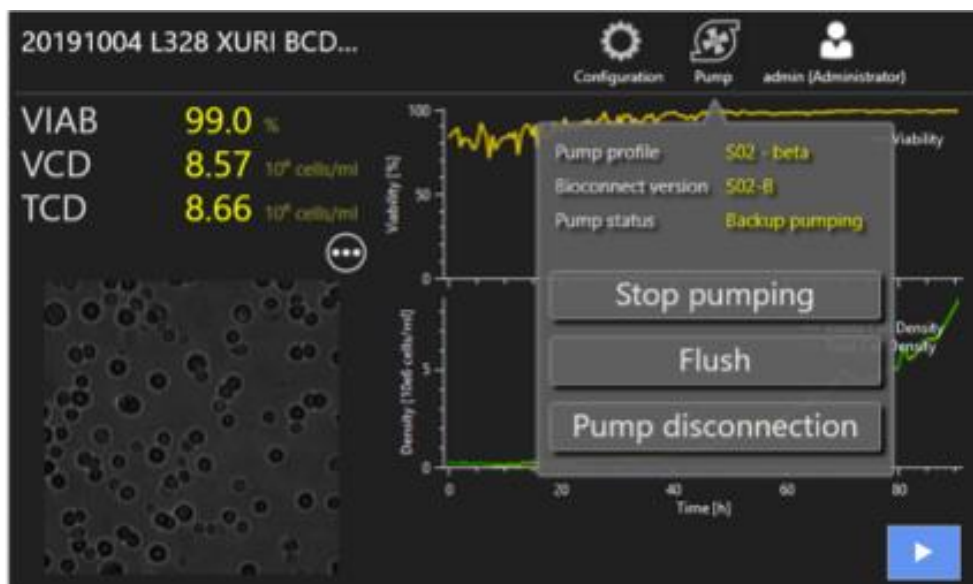 20191004 L328 XURI BCD...
Configuration
Pump
admin (Administrator)
VIAB 99.0 %
VCD 8.57 10⁶ cells/ml
TCD 8.66 10⁶ cells/ml
Viability [%]
100
50
0
Viability
Pump profile S02 - beta
Bioconnect version S02-B
Pump status Backup pumping
Stop pumping
Flush
Pump disconnection
Density [10e6 cells/ml]
5
0
Density
Density
0 20 40 60 80
Time [h]